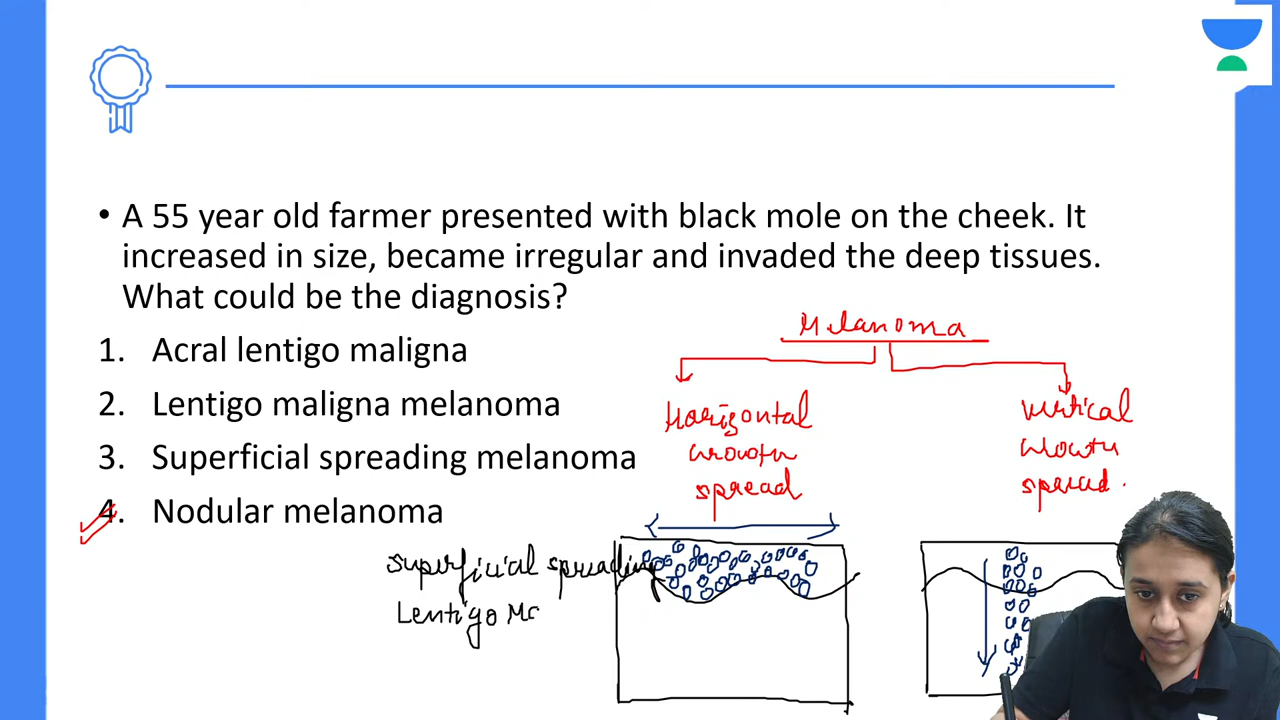 • A 55 year old farmer presented with black mole on the cheek. It
increased in size, became irregular and invaded the deep tissues.
What could be the diagnosis?
1. Acral lentigo maligna
2. Lentigo maligna melanoma
3. Superficial spreading melanoma
4. Nodular melanoma
Melanoma
Horizontal
Growth
spread
Vertical
Growth
spread.
Superficial spreading
Lentigo Ma